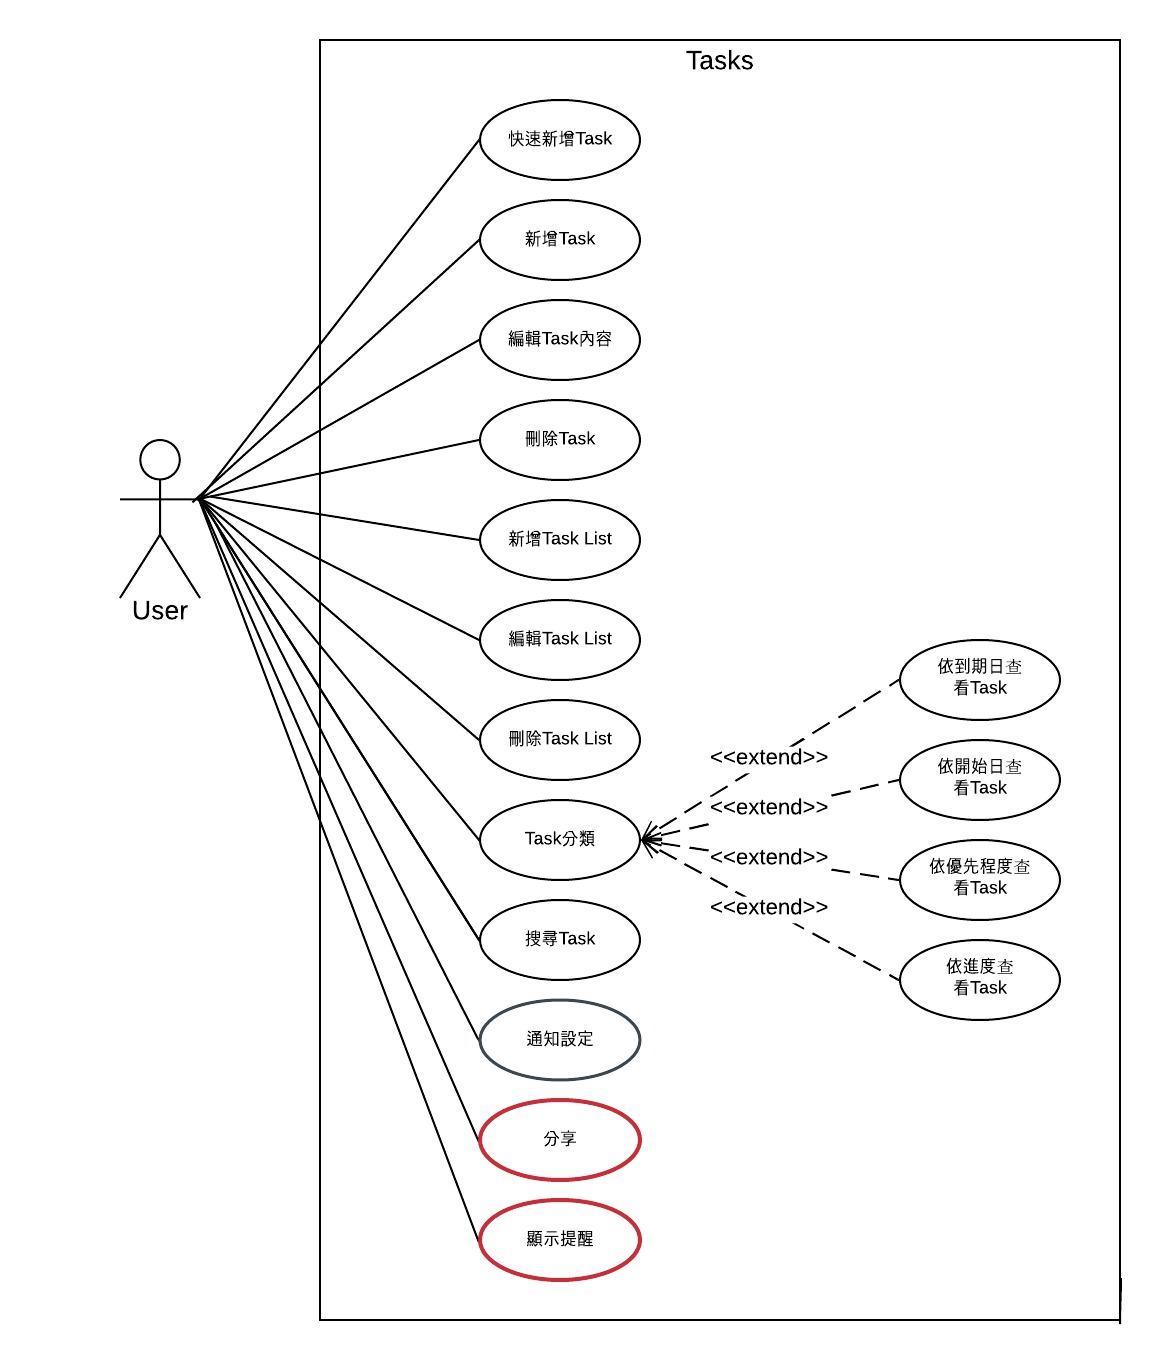 Tasks
快速新增Task
新增Task
編輯Task內容
刪除Task
新增Task List
User
編輯Task List
刪除Task List
Task分類
搜尋Task
通知設定
分享
顯示提醒
<<extend>>
<<extend>>
<<extend>>
<<extend>>
依到期日查
看Task
依開始日查
看Task
依優先程度查
看Task
依進度查
看Task